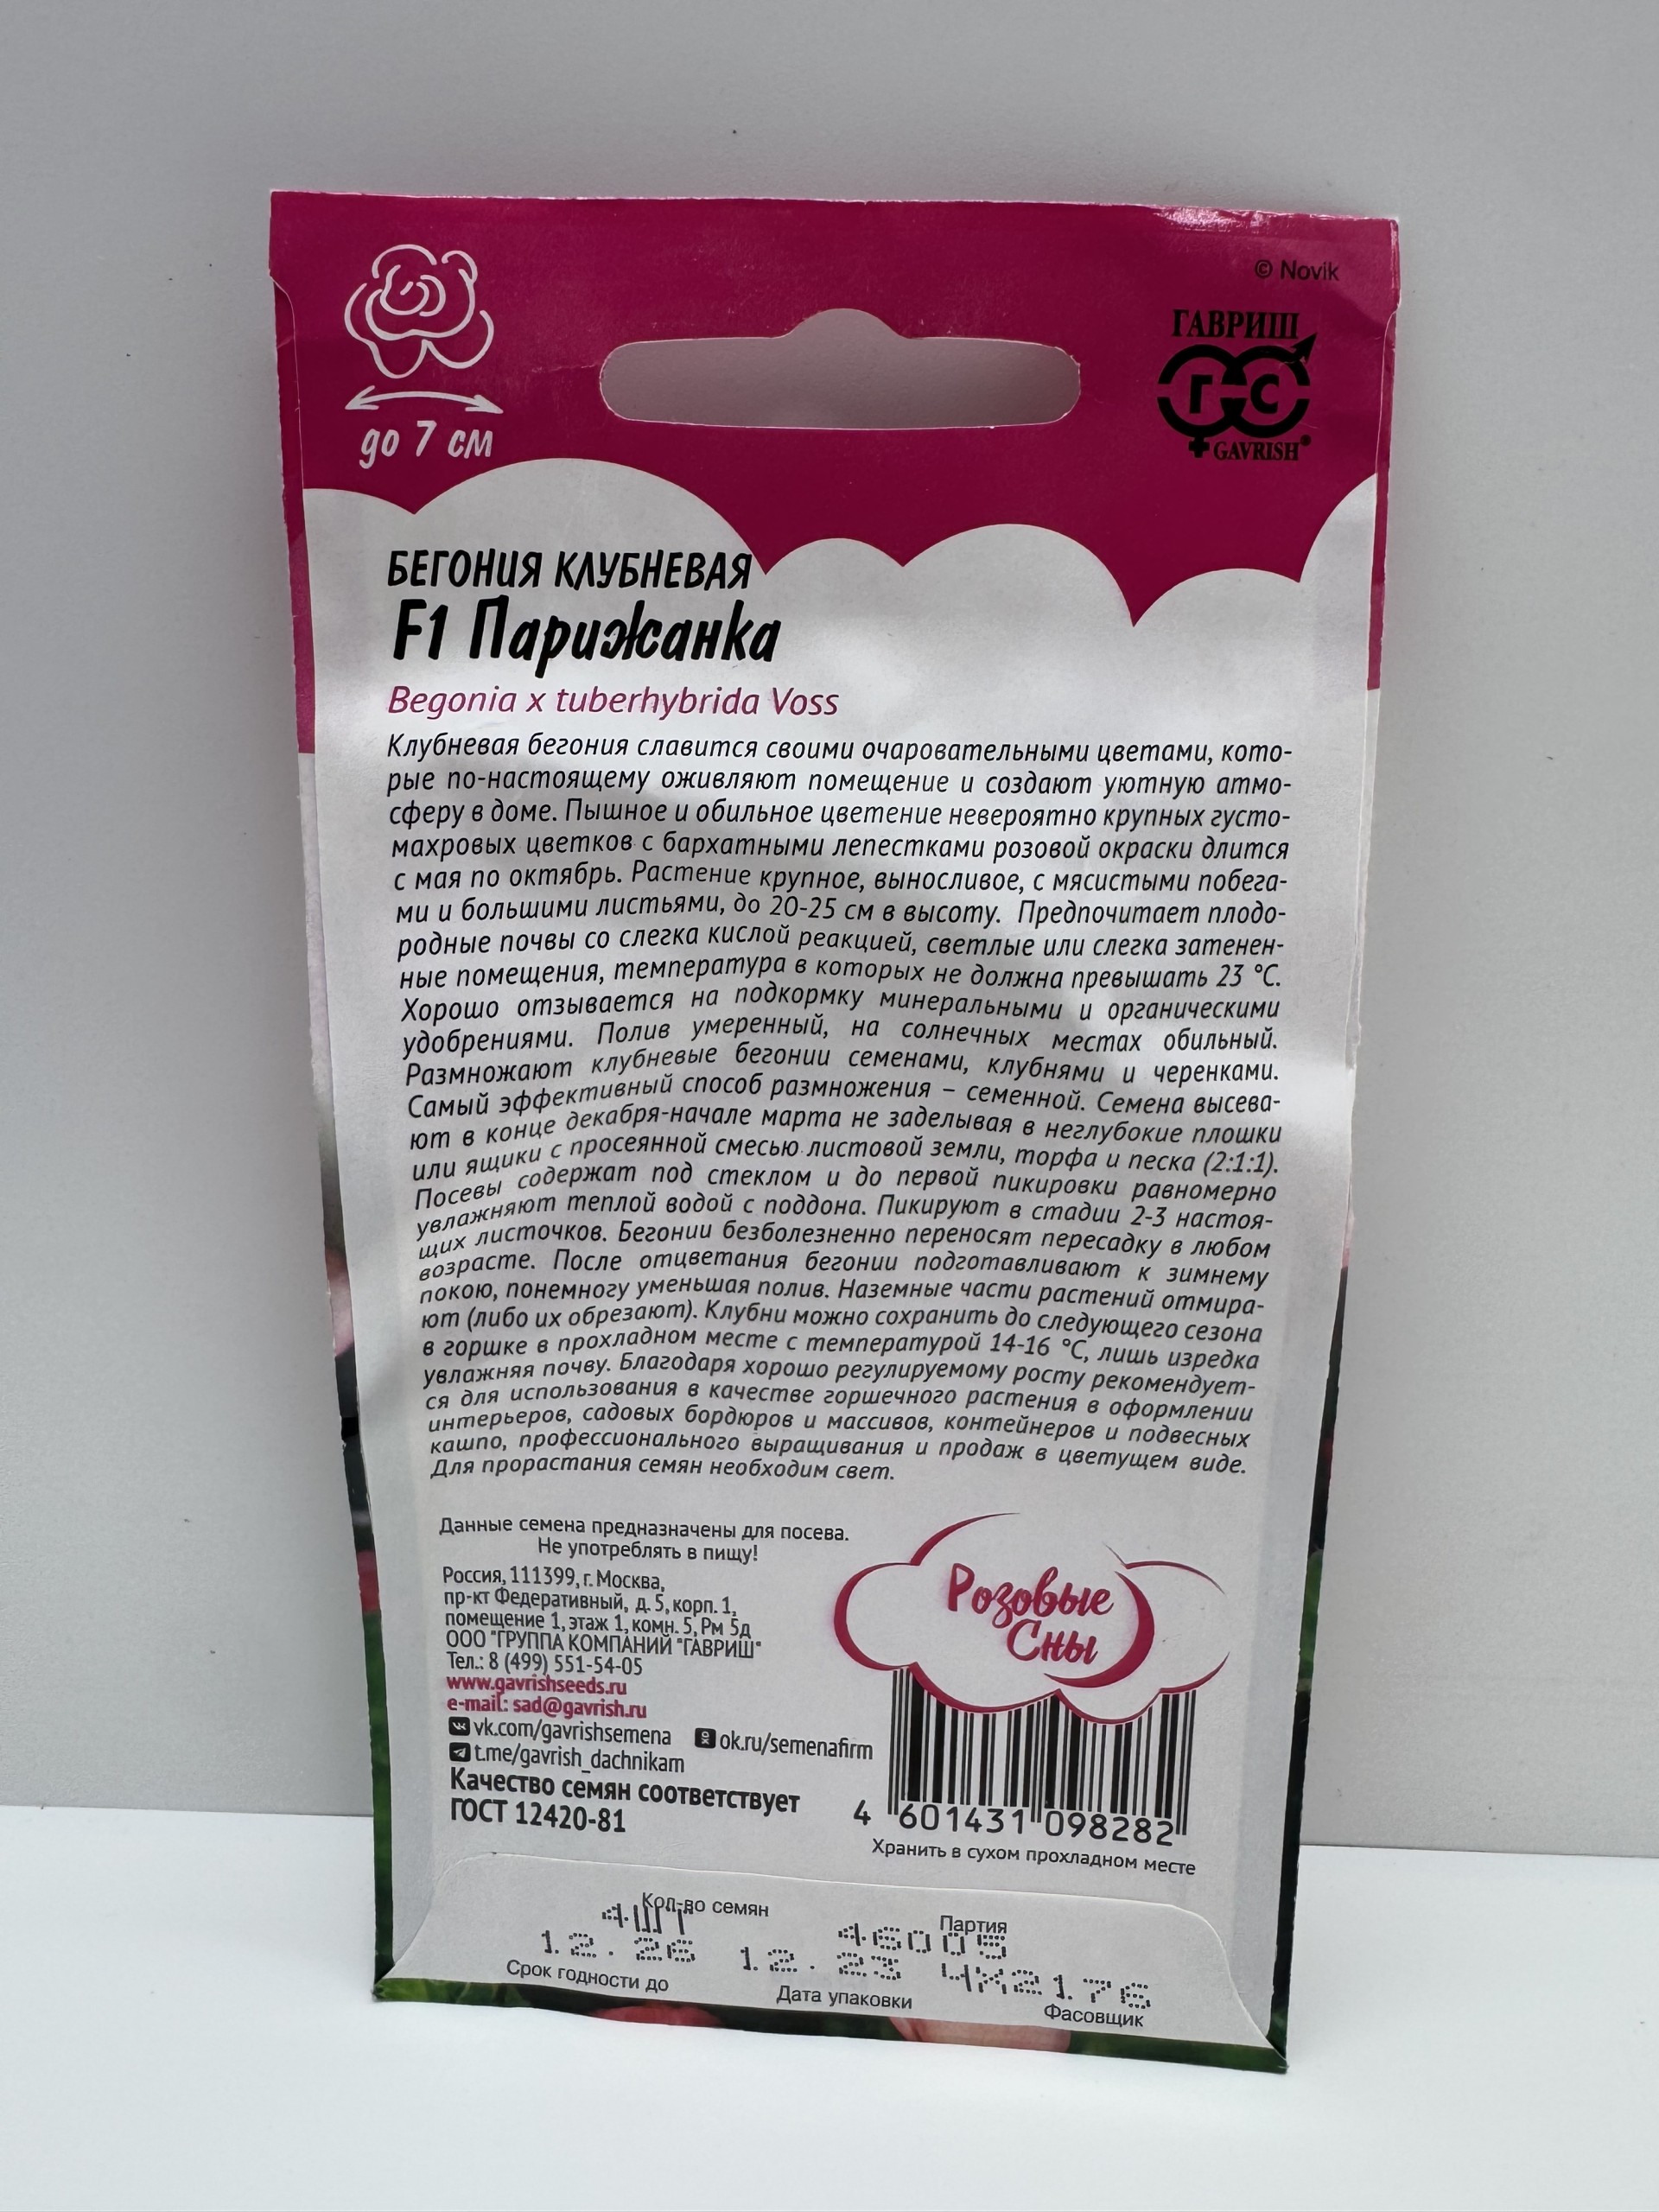 © Novik
ГАВРИШ
Г С
GAVRISH®
до 7 см
БЕГОНИЯ КЛУБНЕВАЯ
F1 Парижанка
Begonia x tuberhybrida Voss
Клубневая бегония славится своими очаровательными цветами, кото-
рые по-настоящему оживляют помещение и создают уютную атмо-
сферу в доме. Пышное и обильное цветение невероятно крупных густо-
махровых цветков с бархатными лепестками розовой окраски длится
с мая по октябрь. Растение крупное, выносливое, с мясистыми побега-
ми и большими листьями, до 20-25 см в высоту. Предпочитает плодо-
родные почвы со слегка кислой реакцией, светлые или слегка затенен-
ные помещения, температура в которых не должна превышать 23 °С.
Хорошо отзывается на подкормку минеральными и органическими
удобрениями. Полив умеренный, на солнечных местах обильный.
Размножают клубневые бегонии семенами, клубнями и черенками.
Самый эффективный способ размножения – семенной. Семена высева-
ют в конце декабря-начале марта не заделывая в неглубокие плошки
или ящики с просеянной смесью листовой земли, торфа и песка (2:1:1).
Посевы содержат под стеклом и до первой пикировки равномерно
увлажняют теплой водой с поддона. Пикируют в стадии 2-3 настоя-
щих листочков. Бегонии безболезненно переносят пересадку в любом
возрасте. После отцветания бегонии подготавливают к зимнему
покою, понемногу уменьшая полив. Наземные части растений отмира-
ют (либо их обрезают). Клубни можно сохранить до следующего сезона
в горшке в прохладном месте с температурой 14-16 °С, лишь изредка
увлажняя почву. Благодаря хорошо регулируемому росту рекомендует-
ся для использования в качестве горшечного растения в оформлении
интерьеров, садовых бордюров и массивов, контейнеров и подвесных
кашпо, профессионального выращивания и продаж в цветущем виде.
Для прорастания семян необходим свет.
Данные семена предназначены для посева.
Не употреблять в пищу!
Россия, 111399, г. Москва,
пр-кт Федеративный, д. 5, корп. 1,
помещение 1, этаж 1, комн. 5, Рм 5д
ООО "ГРУППА КОМПАНИЙ "ГАВРИШ"
Тел.: 8 (499) 551-54-05
www.gavrishseeds.ru
e-mail: sad@gavrish.ru
vk.com/gavrishsemena ok.ru/semenafirm
t.me/gavrish_dachnikam
Качество семян соответствует
ГОСТ 12420-81
Розовые
Сны
4 601431 098282
Хранить в сухом прохладном месте
Кол-во семян
4ШТ
Партия
46005
12.26 12.23 4Х21.76
Срок годности до
Дата упаковки
Фасовщик